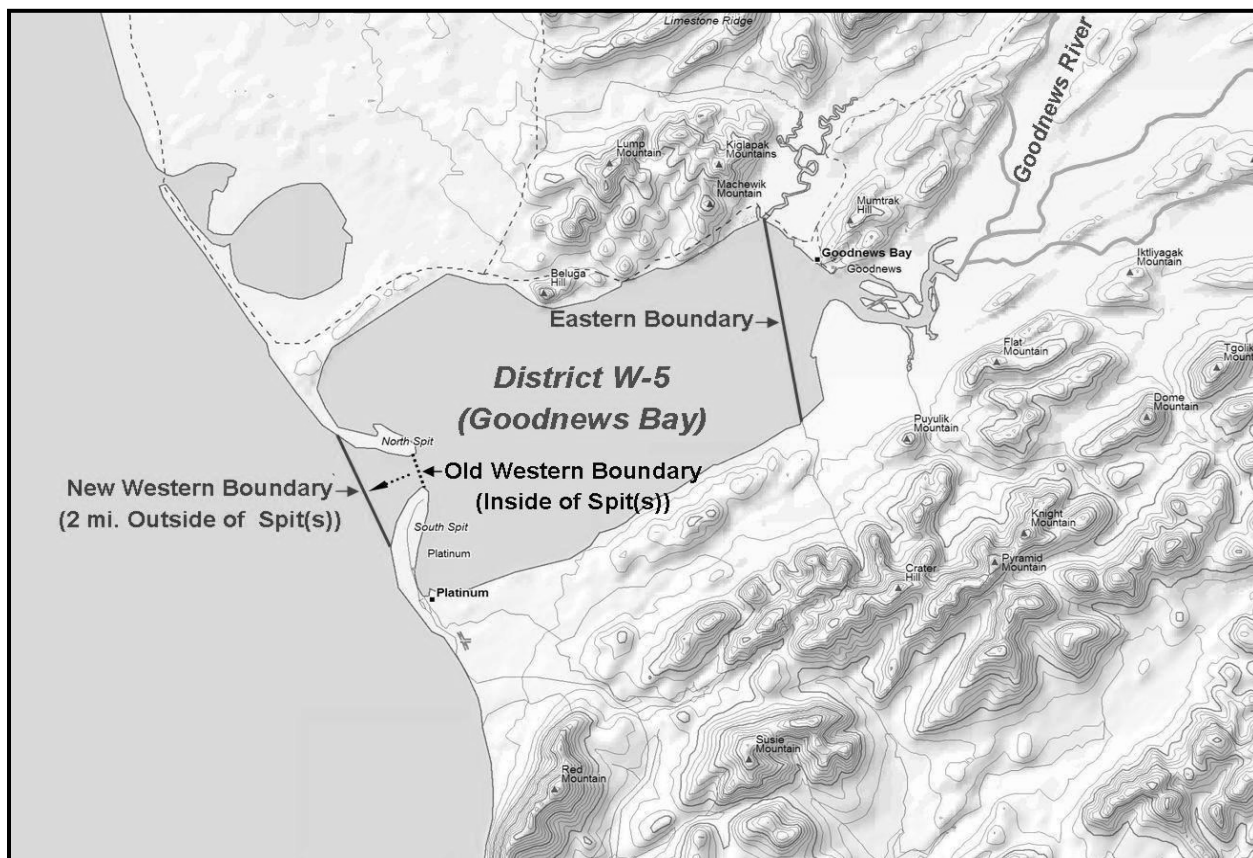 Limestone Ridge
Goodnews River
Lump
Mountain
Kiglapak
Mountains
Machewik
Mountain
Mumtrak
Hill
Goodnews Bay
Goodnews
Iktliyagak
Mountain
Beluga
Hill
Eastern Boundary
Flat
Mountain
Tgolik
Mount
District W-5
(Goodnews Bay)
Dome
Mountain
Puyulik
Mountain
North Spit
Old Western Boundary
(Inside of Spit(s))
New Western Boundary
(2 mi. Outside of Spit(s))
South Spit
Platinum
Platinum
Knight
Mountain
Pyramid
Mountain
Crater
Hill
Susie
Mountain
Red
Mountain